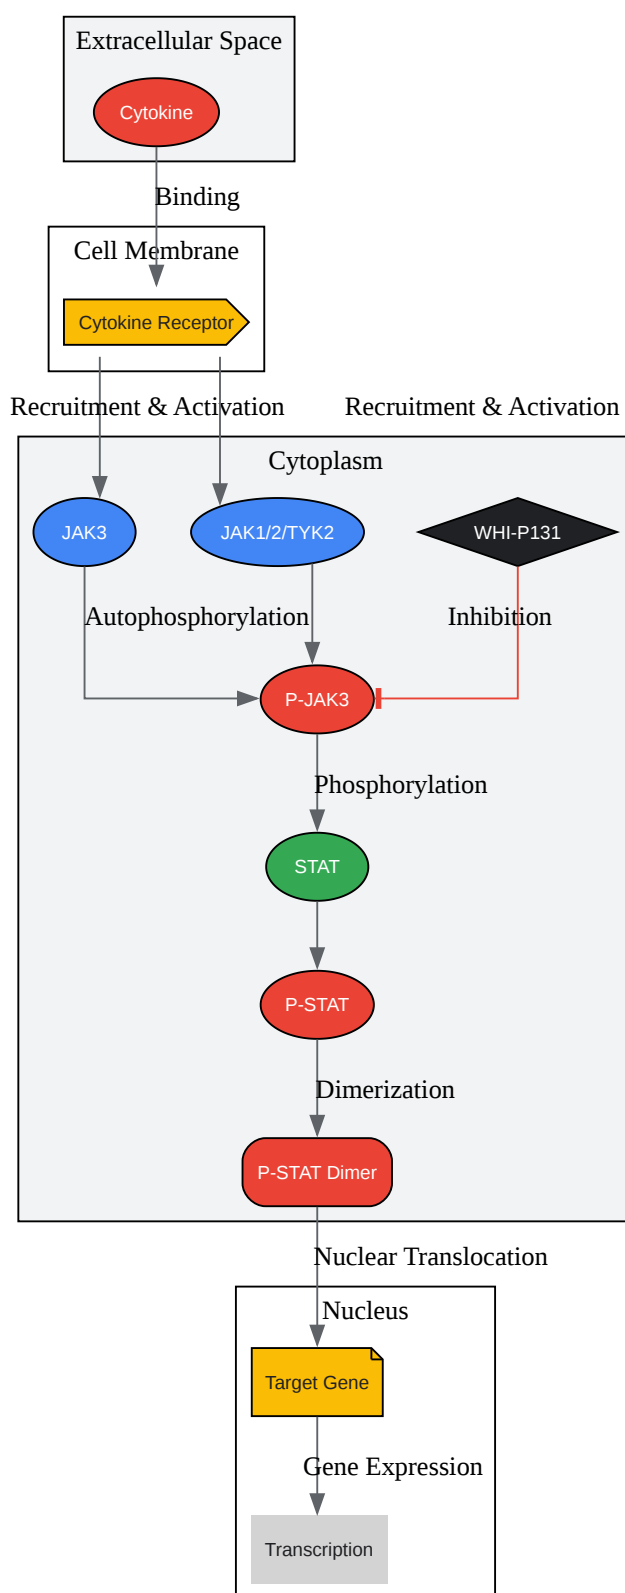 Extracellular Space
Cytokine
Binding
Cell Membrane
Cytokine Receptor
Recruitment & Activation
Recruitment & Activation
Cytoplasm
JAK3
JAK1/2/TYK2
WHI-P131
Autophosphorylation
Inhibition
P-JAK3
Phosphorylation
STAT
P-STAT
Dimerization
P-STAT Dimer
Nuclear Translocation
Nucleus
Target Gene
Gene Expression
Transcription